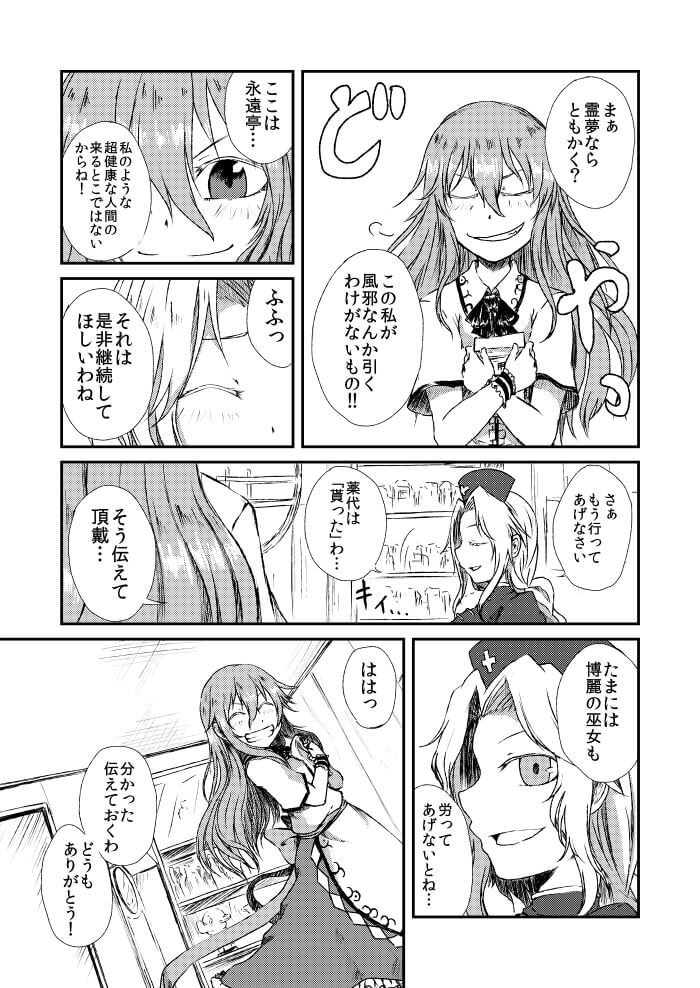 まぁ
霊夢なら
ともかく?
ど
やっ
この私が
風邪なんか引く
わけがないもの!!
ここは
永遠亭…
私のような
超健康な人間の
来るとこではない
からね!
ふふっ
それは
是非継続して
ほしいわね
さぁ
もう行って
あげなさい
薬代は
「貰った」わ…
キィ…
そう伝えて
頂戴…
たまには
博麗の巫女も
労って
あげないとね…
ははっ
分かった
伝えておくわ
どうも
ありがとう!